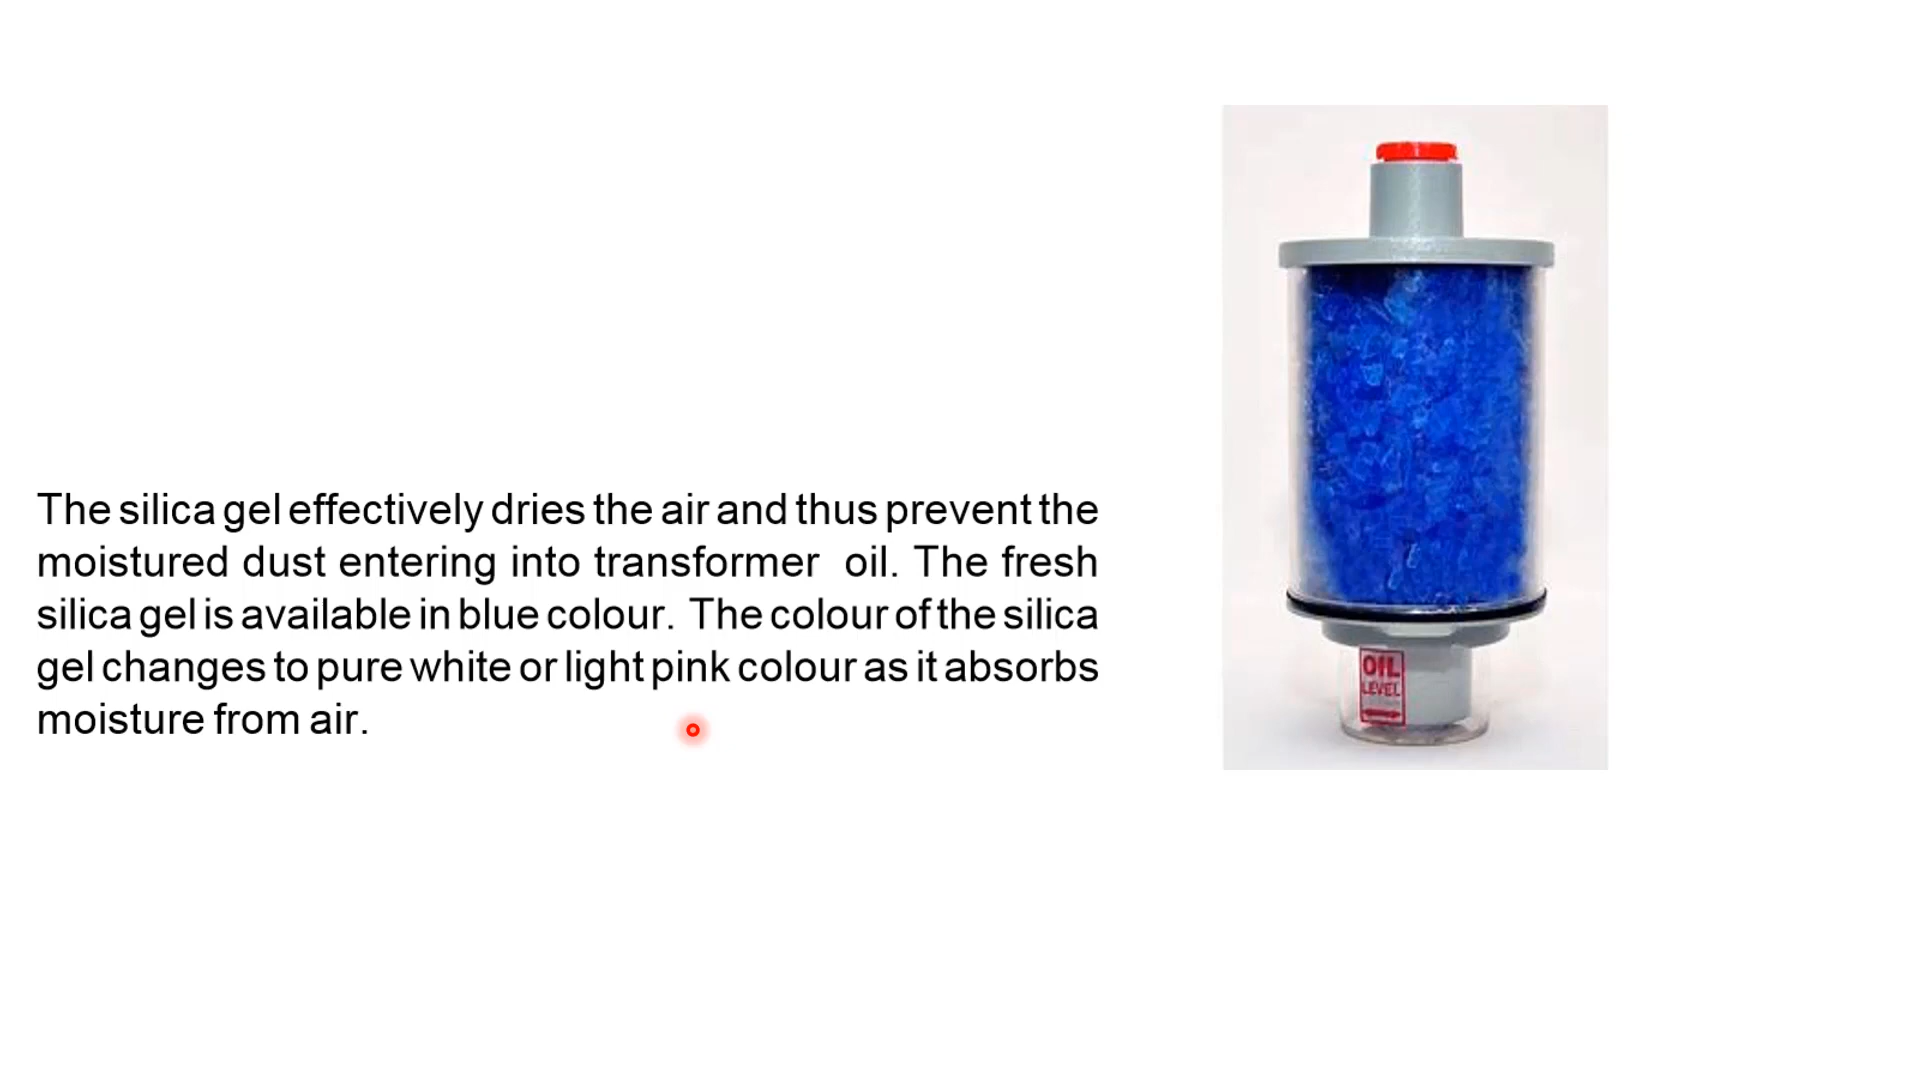 The silica gel effectively dries the air and thus prevent the
moistured dust entering into transformer oil. The fresh
silica gel is available in blue colour. The colour of the silica
gel changes to pure white or light pink colour as it absorbs
moisture from air.
OIL
LEVEL